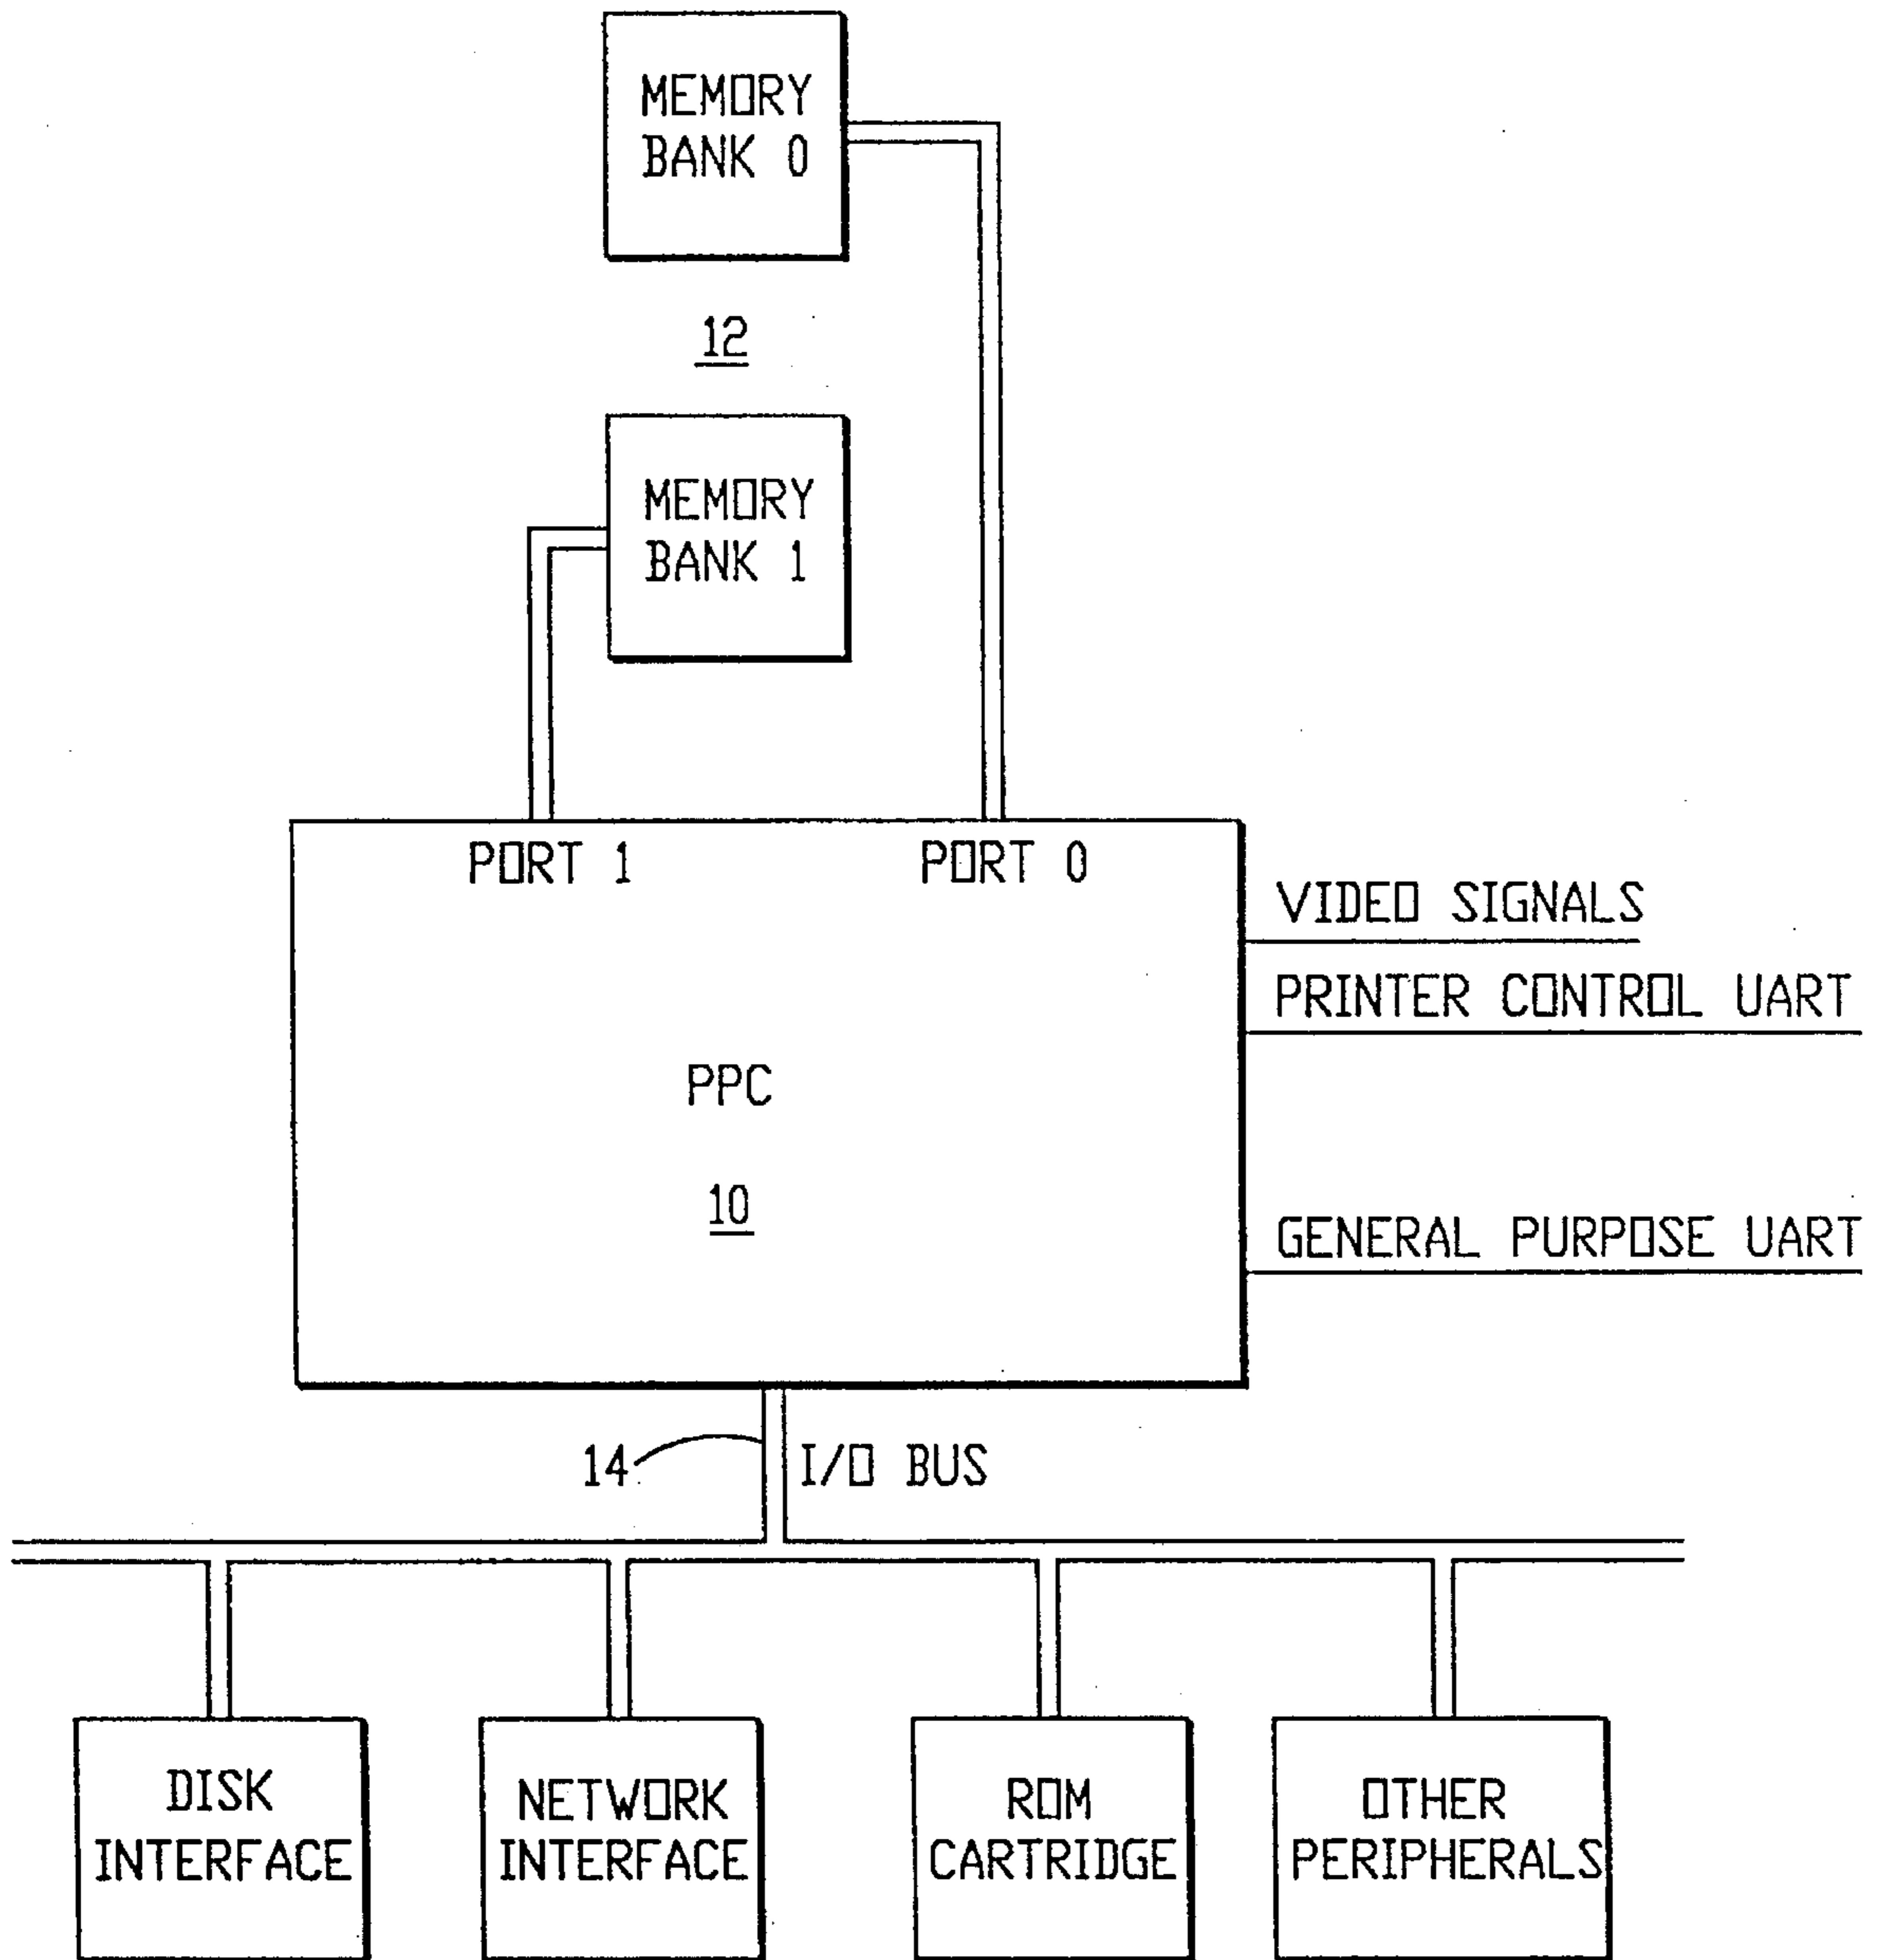 MEMORY
BANK 0
12
MEMORY
BANK 1
PORT 1
PORT 0
VIDEO SIGNALS
PRINTER CONTROL UART
PPC
10
GENERAL PURPOSE UART
14
I/O BUS
DISK
INTERFACE
NETWORK
INTERFACE
ROM
CARTRIDGE
OTHER
PERIPHERALS